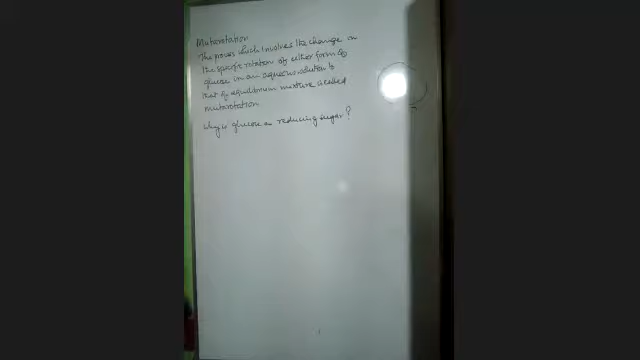 Mutarotation
The process which involves the change in
the specific rotation of either form of
glucose in an aqueous solution to
that of equilibrium mixture is called
mutarotation.
Why is glucose a reducing sugar?